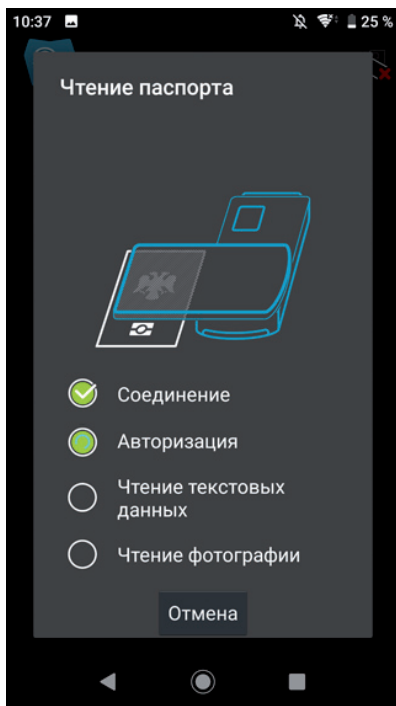 10:37
25 %
Чтение паспорта
Соединение
Авторизация
Чтение текстовых
данных
Чтение фотографии
Отмена